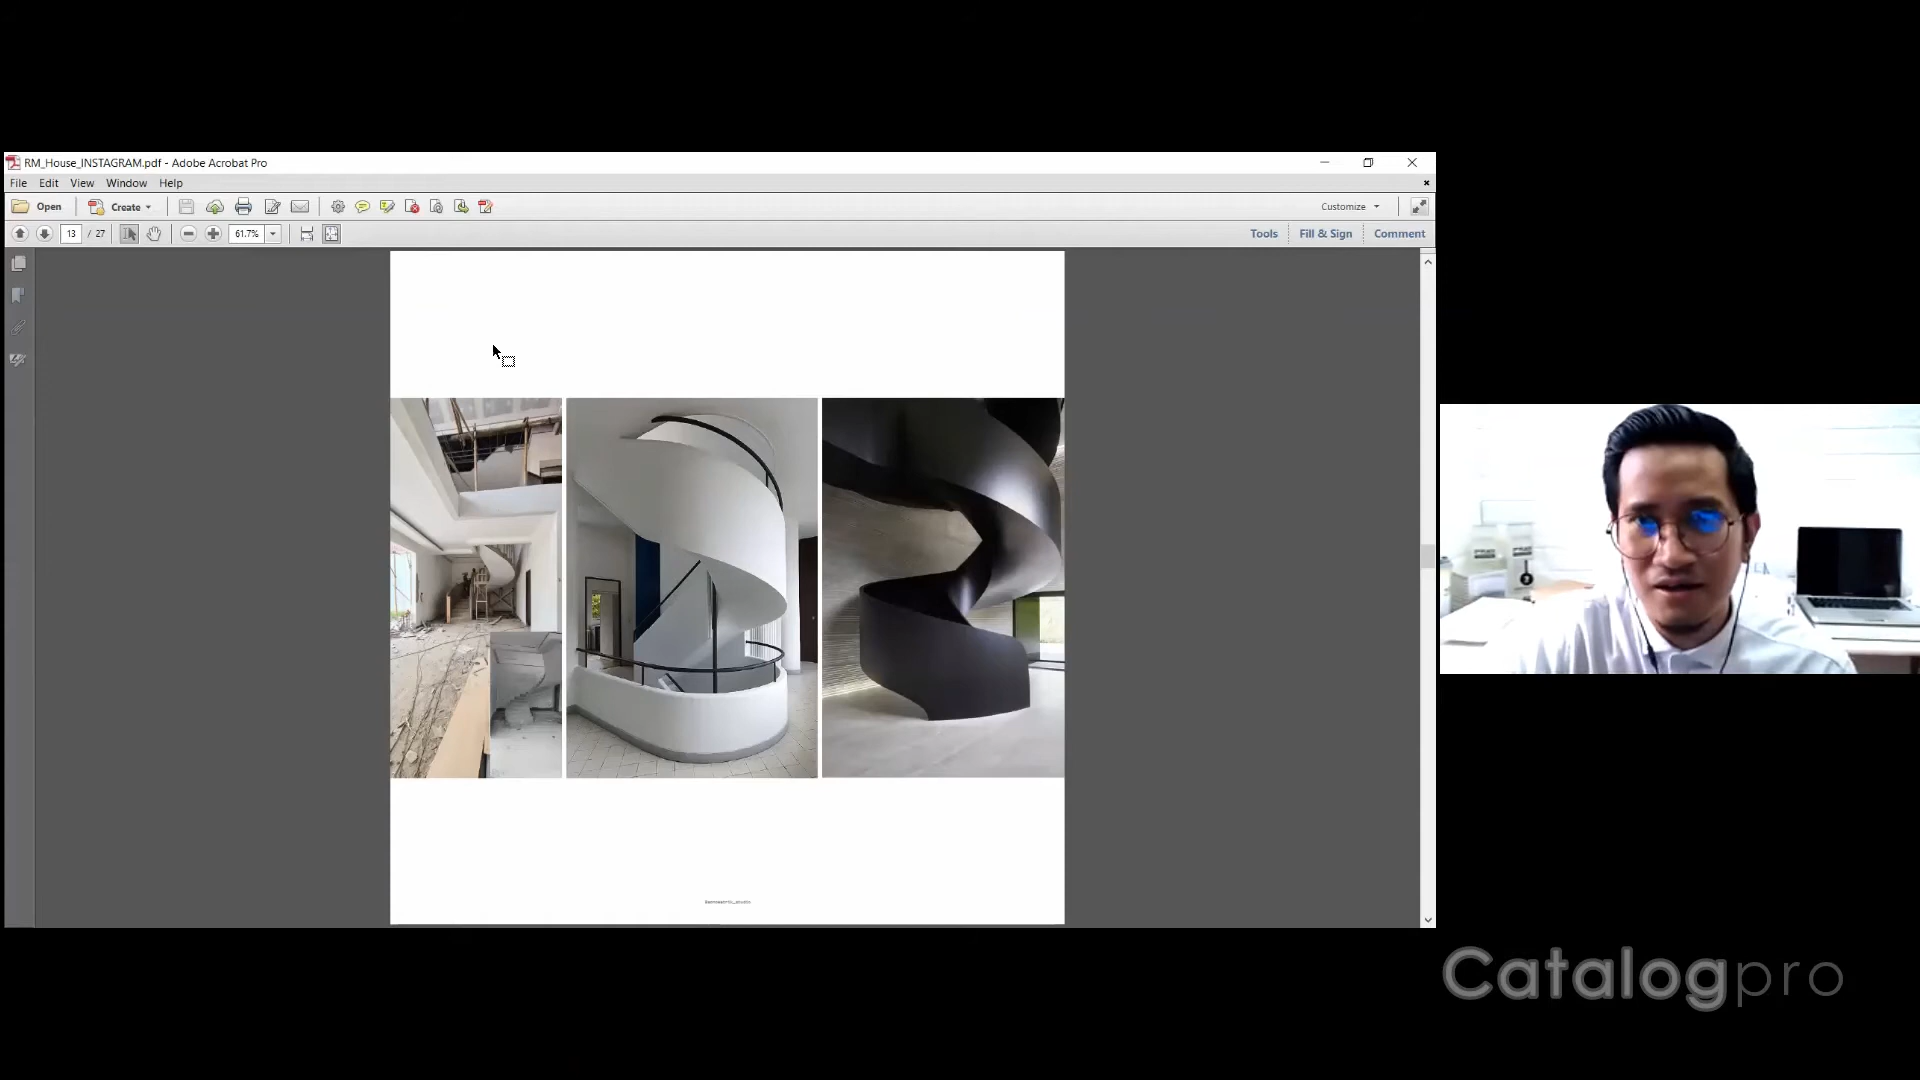 RM_House_INSTAGRAM.pdf - Adobe Acrobat Pro
File Edit View Window Help
Open Create Customize
13 / 27 61.7% Tools Fill & Sign Comment
Catalogpro